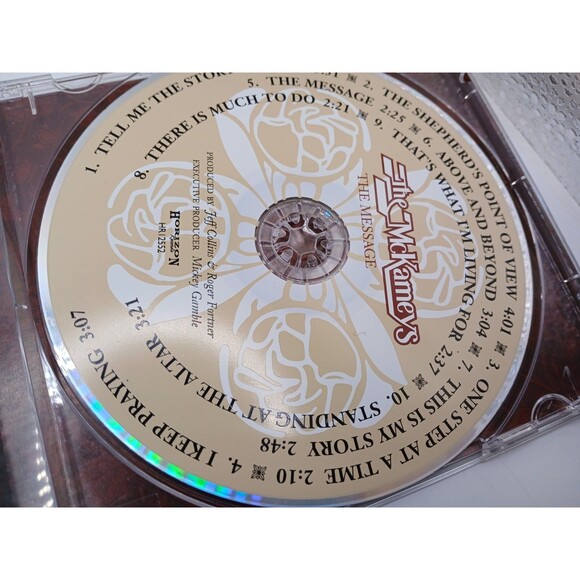 1. TELL ME THE STORY
2. THE SHEPHERD'S POINT OF VIEW 4:01
3. ONE STEP AT A TIME 2:10
4. I KEEP PRAYING 3:07
5. THE MESSAGE 2:25
6. ABOVE AND BEYOND 3:04
7. THIS IS MY STORY 2:48
8. THERE IS MUCH TO DO 2:21
9. THAT'S WHAT I'M LIVING FOR 2:37
10. STANDING AT THE ALTAR 3:21
The McKameys
THE MESSAGE
PRODUCED BY Jeff Collins & Roger Fortner
EXECUTIVE PRODUCER Mickey Gamble
HORIZON
HR12552